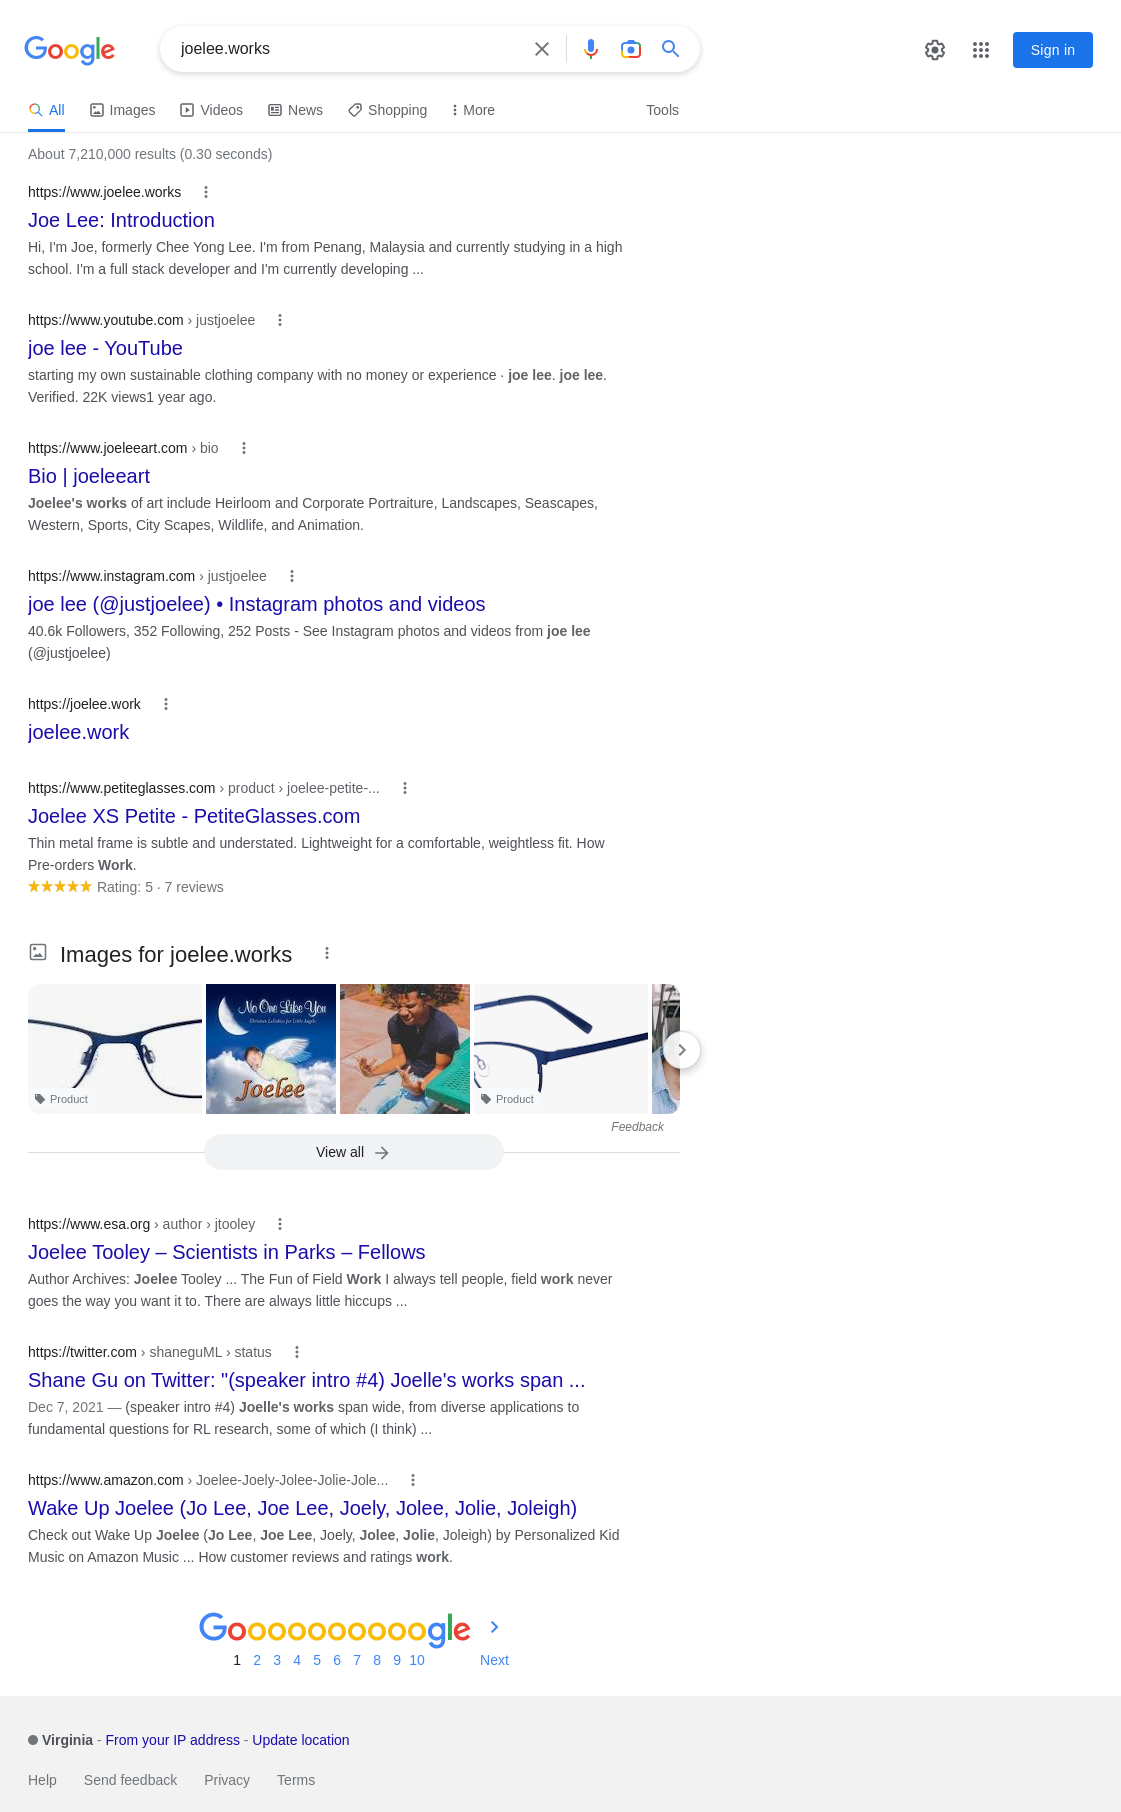 Google
joelee.works
Sign in
All Images Videos News Shopping More Tools
About 7,210,000 results (0.30 seconds)
https://www.joelee.works
Joe Lee: Introduction
Hi, I'm Joe, formerly Chee Yong Lee. I'm from Penang, Malaysia and currently studying in a high
school. I'm a full stack developer and I'm currently developing ...
https://www.youtube.com › justjoelee
joe lee - YouTube
starting my own sustainable clothing company with no money or experience · joe lee. joe lee.
Verified. 22K views1 year ago.
https://www.joeleeart.com › bio
Bio | joeleeart
Joelee's works of art include Heirloom and Corporate Portraiture, Landscapes, Seascapes,
Western, Sports, City Scapes, Wildlife, and Animation.
https://www.instagram.com › justjoelee
joe lee (@justjoelee) • Instagram photos and videos
40.6k Followers, 352 Following, 252 Posts - See Instagram photos and videos from joe lee
(@justjoelee)
https://joelee.work
joelee.work
https://www.petiteglasses.com › product › joelee-petite-...
Joelee XS Petite - PetiteGlasses.com
Thin metal frame is subtle and understated. Lightweight for a comfortable, weightless fit. How
Pre-orders Work.
Rating: 5 · 7 reviews
Images for joelee.works
No One Like You
Christian Lullabies for Little Angels
Joelee
Product
Product
Feedback
View all
https://www.esa.org › author › jtooley
Joelee Tooley – Scientists in Parks – Fellows
Author Archives: Joelee Tooley ... The Fun of Field Work I always tell people, field work never
goes the way you want it to. There are always little hiccups ...
https://twitter.com › shaneguML › status
Shane Gu on Twitter: "(speaker intro #4) Joelle's works span ...
Dec 7, 2021 — (speaker intro #4) Joelle's works span wide, from diverse applications to
fundamental questions for RL research, some of which (I think) ...
https://www.amazon.com › Joelee-Joely-Jolee-Jolie-Jole...
Wake Up Joelee (Jo Lee, Joe Lee, Joely, Jolee, Jolie, Joleigh)
Check out Wake Up Joelee (Jo Lee, Joe Lee, Joely, Jolee, Jolie, Joleigh) by Personalized Kid
Music on Amazon Music ... How customer reviews and ratings work.
Goooooooooogle
1 2 3 4 5 6 7 8 9 10 Next
Virginia - From your IP address - Update location
Help Send feedback Privacy Terms